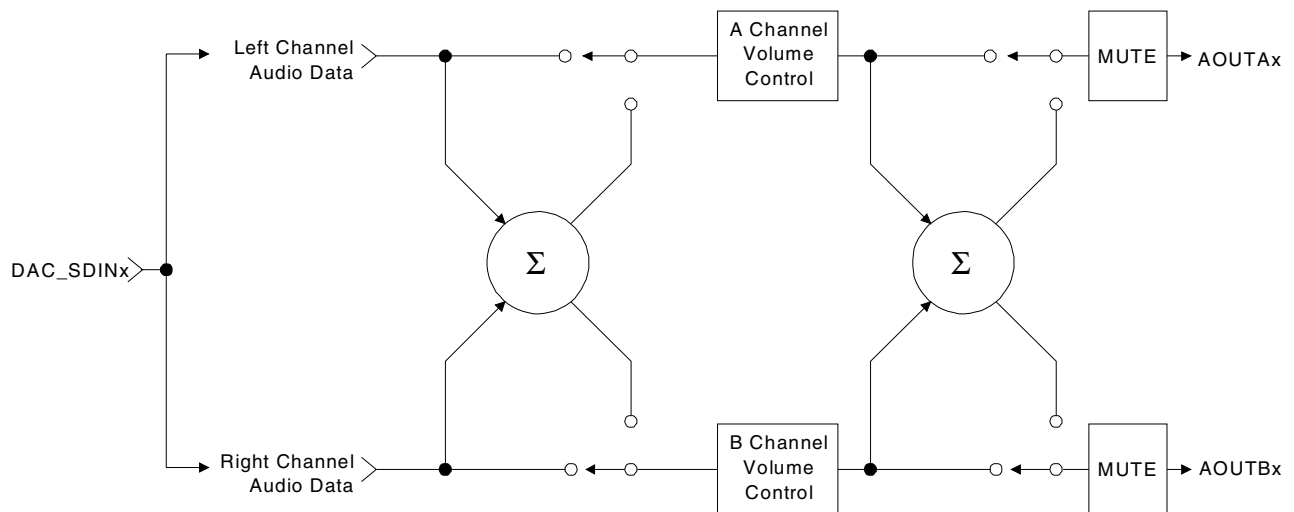 Left Channel
Audio Data
A Channel
Volume
Control
MUTE
AOUTAx
DAC_SDINx
Σ
Σ
Right Channel
Audio Data
B Channel
Volume
Control
MUTE
AOUTBx